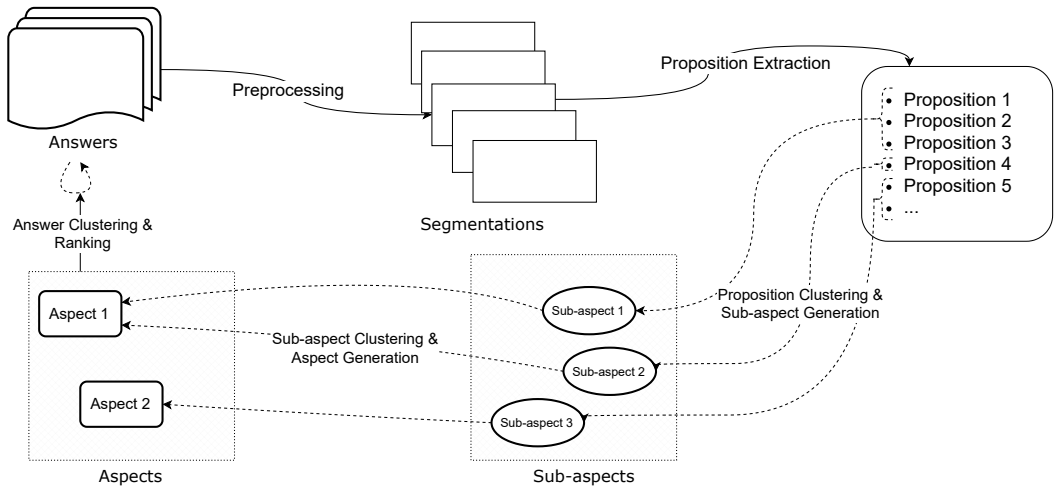 Answers
Preprocessing
Segmentations
Proposition Extraction
• Proposition 1
• Proposition 2
• Proposition 3
• Proposition 4
• Proposition 5
• ...
Proposition Clustering &
Sub-aspect Generation
Sub-aspect 1
Sub-aspect 2
Sub-aspect 3
Sub-aspects
Sub-aspect Clustering &
Aspect Generation
Aspect 1
Aspect 2
Aspects
Answer Clustering &
Ranking